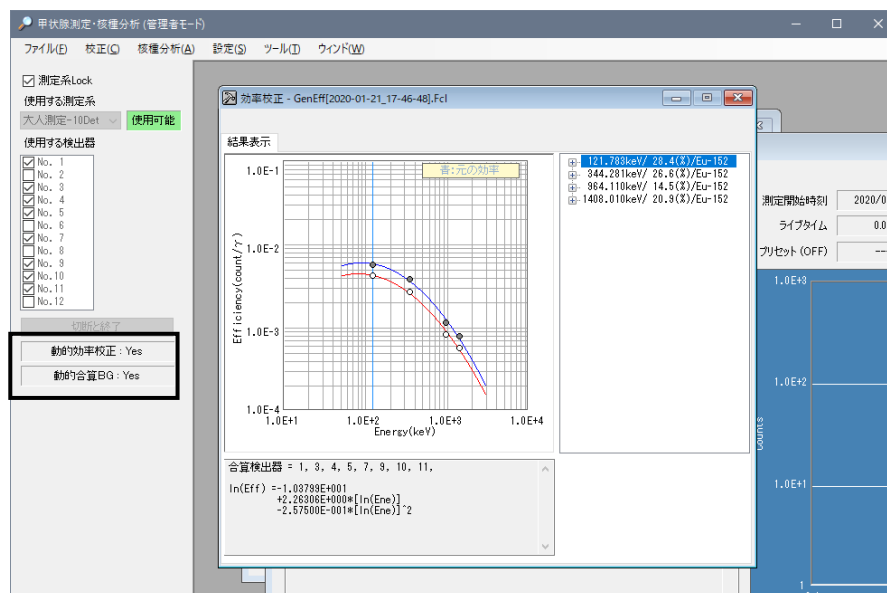 甲状腺測定・核種分析 (管理者モード)
ファイル(F) 校正(C) 核種分析(A) 設定(S) ツール(T) ウィンド(W)
測定系Lock
使用する測定系
大人測定-10Det 使用可能
使用する検出器
No. 1
No. 2
No. 3
No. 4
No. 5
No. 6
No. 7
No. 8
No. 9
No.10
No.11
No.12
切断と終了
動的効率校正 : Yes
動的合算BG : Yes
効率校正 - GenEff[2020-01-21_17-46-48].Fcl
結果表示
青:元の効率
1.0E-1
1.0E-2
1.0E-3
1.0E-4
Efficiency(count/γ)
1.0E+1 1.0E+2 1.0E+3 1.0E+4
Energy(keV)
121.783keV/ 28.4(%)/Eu-152
344.281keV/ 26.6(%)/Eu-152
964.110keV/ 14.5(%)/Eu-152
1408.010keV/ 20.9(%)/Eu-152
合算検出器 = 1, 3, 4, 5, 7, 9, 10, 11,
ln(Eff) =-1.03799E+001
+2.26306E+000*[ln(Ene)]
-2.57500E-001*[ln(Ene)]^2
測定開始時刻 2020/0
ライブタイム 0.0
プリセット (OFF) --
1.0E+3
1.0E+2
1.0E+1
1
Counts